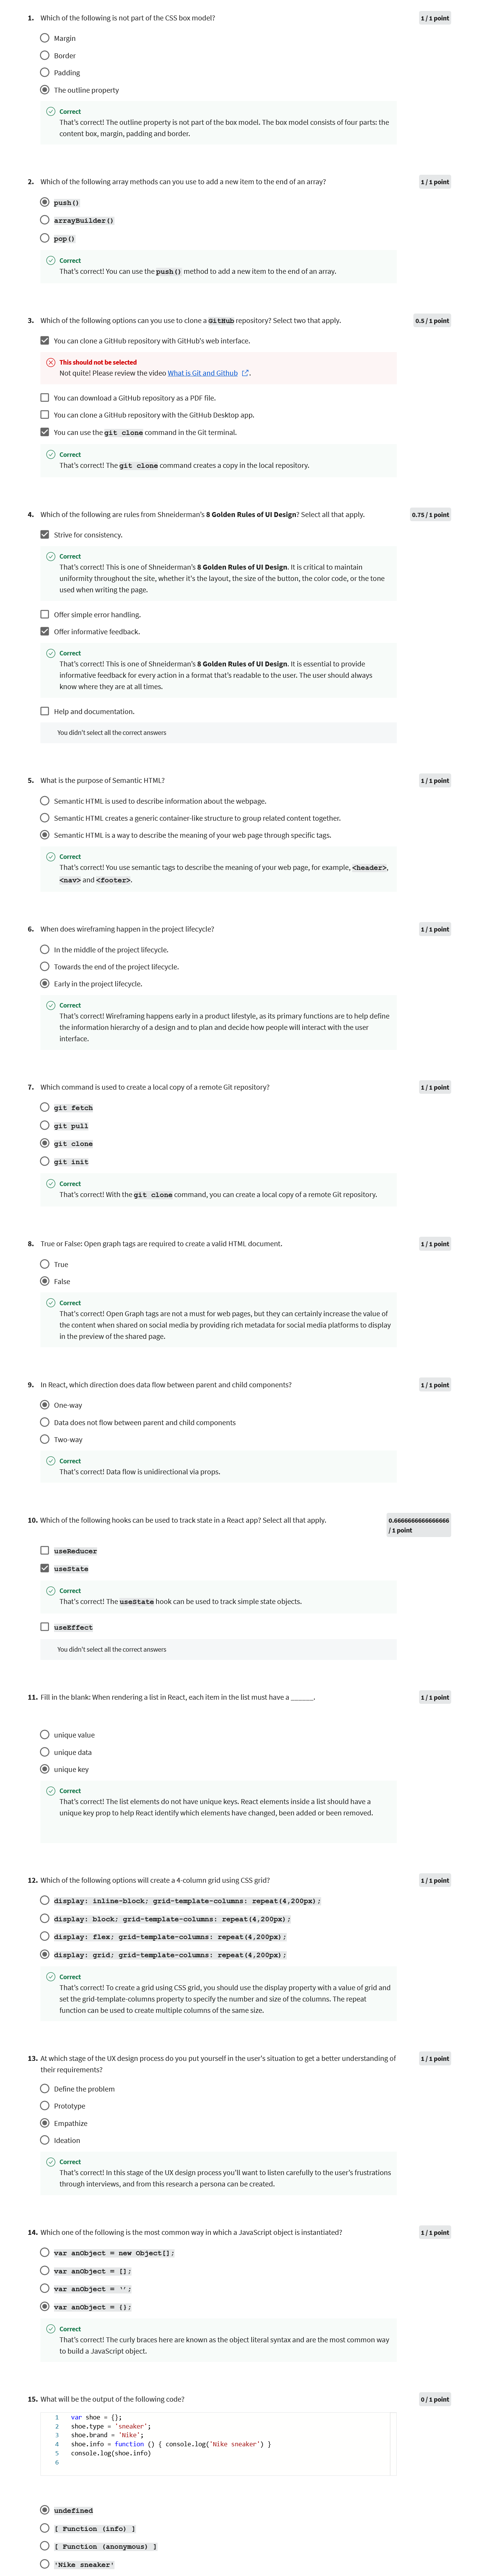 1. Which of the following is not part of the CSS box model?
1 / 1 point
Margin
Border
Padding
The outline property
Correct
That's correct! The outline property is not part of the box model. The box model consists of four parts: the
content box, margin, padding and border.
2. Which of the following array methods can you use to add a new item to the end of an array?
1 / 1 point
push()
arrayBuilder()
pop()
Correct
That's correct! You can use the push() method to add a new item to the end of an array.
3. Which of the following options can you use to clone a GitHub repository? Select two that apply.
0.5 / 1 point
You can clone a GitHub repository with GitHub's web interface.
This should not be selected
Not quite! Please review the video What is Git and Github .
You can download a GitHub repository as a PDF file.
You can clone a GitHub repository with the GitHub Desktop app.
You can use the git clone command in the Git terminal.
Correct
That's correct! The git clone command creates a copy in the local repository.
4. Which of the following are rules from Shneiderman's 8 Golden Rules of UI Design? Select all that apply.
0.75 / 1 point
Strive for consistency.
Correct
That's correct! This is one of Shneiderman's 8 Golden Rules of UI Design. It is critical to maintain
uniformity throughout the site, whether it's the layout, the size of the button, the color code, or the tone
used when writing the page.
Offer simple error handling.
Offer informative feedback.
Correct
That's correct! This is one of Shneiderman's 8 Golden Rules of UI Design. It is essential to provide
informative feedback for every action in a format that's readable to the user. The user should always
know where they are at all times.
Help and documentation.
You didn't select all the correct answers
5. What is the purpose of Semantic HTML?
1 / 1 point
Semantic HTML is used to describe information about the webpage.
Semantic HTML creates a generic container-like structure to group related content together.
Semantic HTML is a way to describe the meaning of your web page through specific tags.
Correct
That's correct! You use semantic tags to describe the meaning of your web page, for example, <header>,
<nav> and <footer>.
6. When does wireframing happen in the project lifecycle?
1 / 1 point
In the middle of the project lifecycle.
Towards the end of the project lifecycle.
Early in the project lifecycle.
Correct
That's correct! Wireframing happens early in a product lifestyle, as its primary functions are to help define
the information hierarchy of a design and to plan and decide how people will interact with the user
interface.
7. Which command is used to create a local copy of a remote Git repository?
1 / 1 point
git fetch
git pull
git clone
git init
Correct
That's correct! With the git clone command, you can create a local copy of a remote Git repository.
8. True or False: Open graph tags are required to create a valid HTML document.
1 / 1 point
True
False
Correct
That's correct! Open Graph tags are not a must for web pages, but they can certainly increase the value of
the content when shared on social media by providing rich metadata for social media platforms to display
in the preview of the shared page.
9. In React, which direction does data flow between parent and child components?
1 / 1 point
One-way
Data does not flow between parent and child components
Two-way
Correct
That's correct! Data flow is unidirectional via props.
10. Which of the following hooks can be used to track state in a React app? Select all that apply.
0.6666666666666666
/ 1 point
useReducer
useState
Correct
That's correct! The useState hook can be used to track simple state objects.
useEffect
You didn't select all the correct answers
11. Fill in the blank: When rendering a list in React, each item in the list must have a ______.
1 / 1 point
unique value
unique data
unique key
Correct
That's correct! The list elements do not have unique keys. React elements inside a list should have a
unique key prop to help React identify which elements have changed, been added or been removed.
12. Which of the following options will create a 4-column grid using CSS grid?
1 / 1 point
display: inline-block; grid-template-columns: repeat(4,200px);
display: block; grid-template-columns: repeat(4,200px);
display: flex; grid-template-columns: repeat(4,200px);
display: grid; grid-template-columns: repeat(4,200px);
Correct
That's correct! To create a grid using CSS grid, you should use the display property with a value of grid and
set the grid-template-columns property to specify the number and size of the columns. The repeat
function can be used to create multiple columns of the same size.
13. At which stage of the UX design process do you put yourself in the user's situation to get a better understanding of
their requirements?
1 / 1 point
Define the problem
Prototype
Empathize
Ideation
Correct
That's correct! In this stage of the UX design process you'll want to listen carefully to the user's frustrations
through interviews, and from this research a persona can be created.
14. Which one of the following is the most common way in which a JavaScript object is instantiated?
1 / 1 point
var anObject = new Object[];
var anObject = [];
var anObject = '';
var anObject = {};
Correct
That's correct! The curly braces here are known as the object literal syntax and are the most common way
to build a JavaScript object.
15. What will be the output of the following code?
0 / 1 point
1 var shoe = {};
2 shoe.type = 'sneaker';
3 shoe.brand = 'Nike';
4 shoe.info = function () { console.log('Nike sneaker') }
5 console.log(shoe.info)
6
undefined
[ Function (info) ]
[ Function (anonymous) ]
'Nike sneaker'